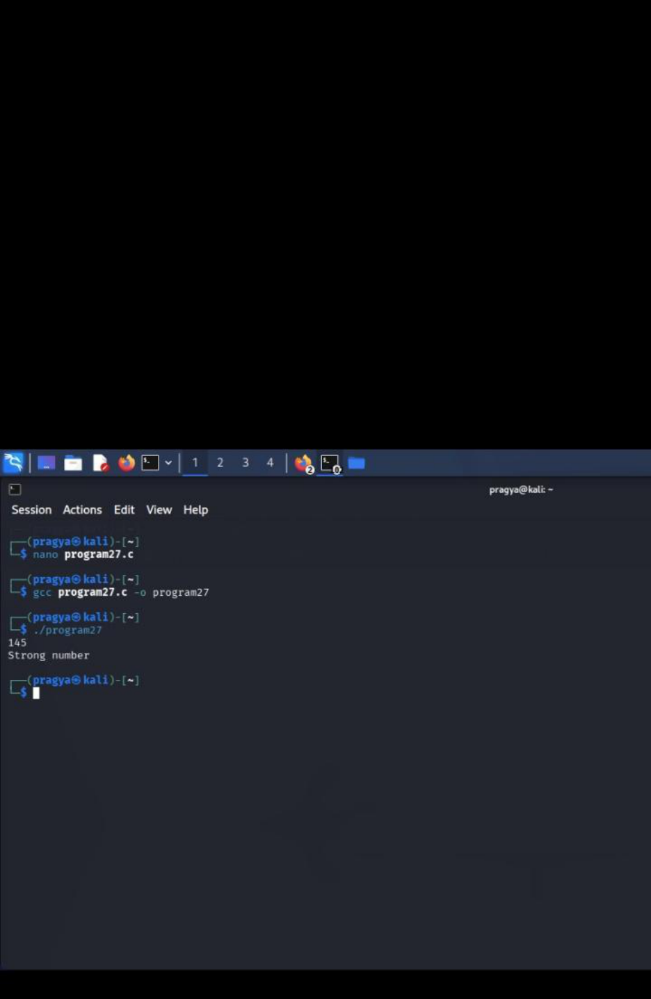 1 2 3 4 2
pragya@kali: ~
Session Actions Edit View Help
┌──(pragya㉿kali)-[~]
└─$ nano program27.c
┌──(pragya㉿kali)-[~]
└─$ gcc program27.c -o program27
┌──(pragya㉿kali)-[~]
└─$ ./program27
145
Strong number
┌──(pragya㉿kali)-[~]
└─$